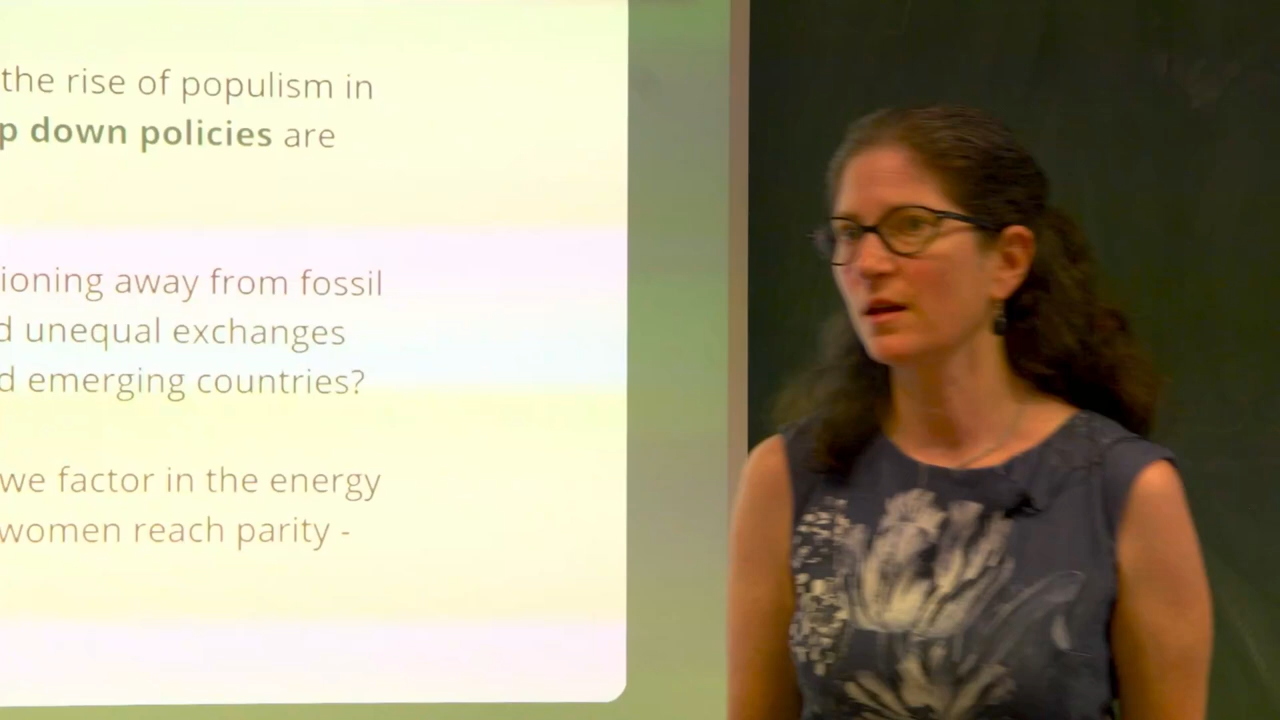 the rise of populism in
p down policies are
ioning away from fossil
d unequal exchanges
d emerging countries?
we factor in the energy
women reach parity -